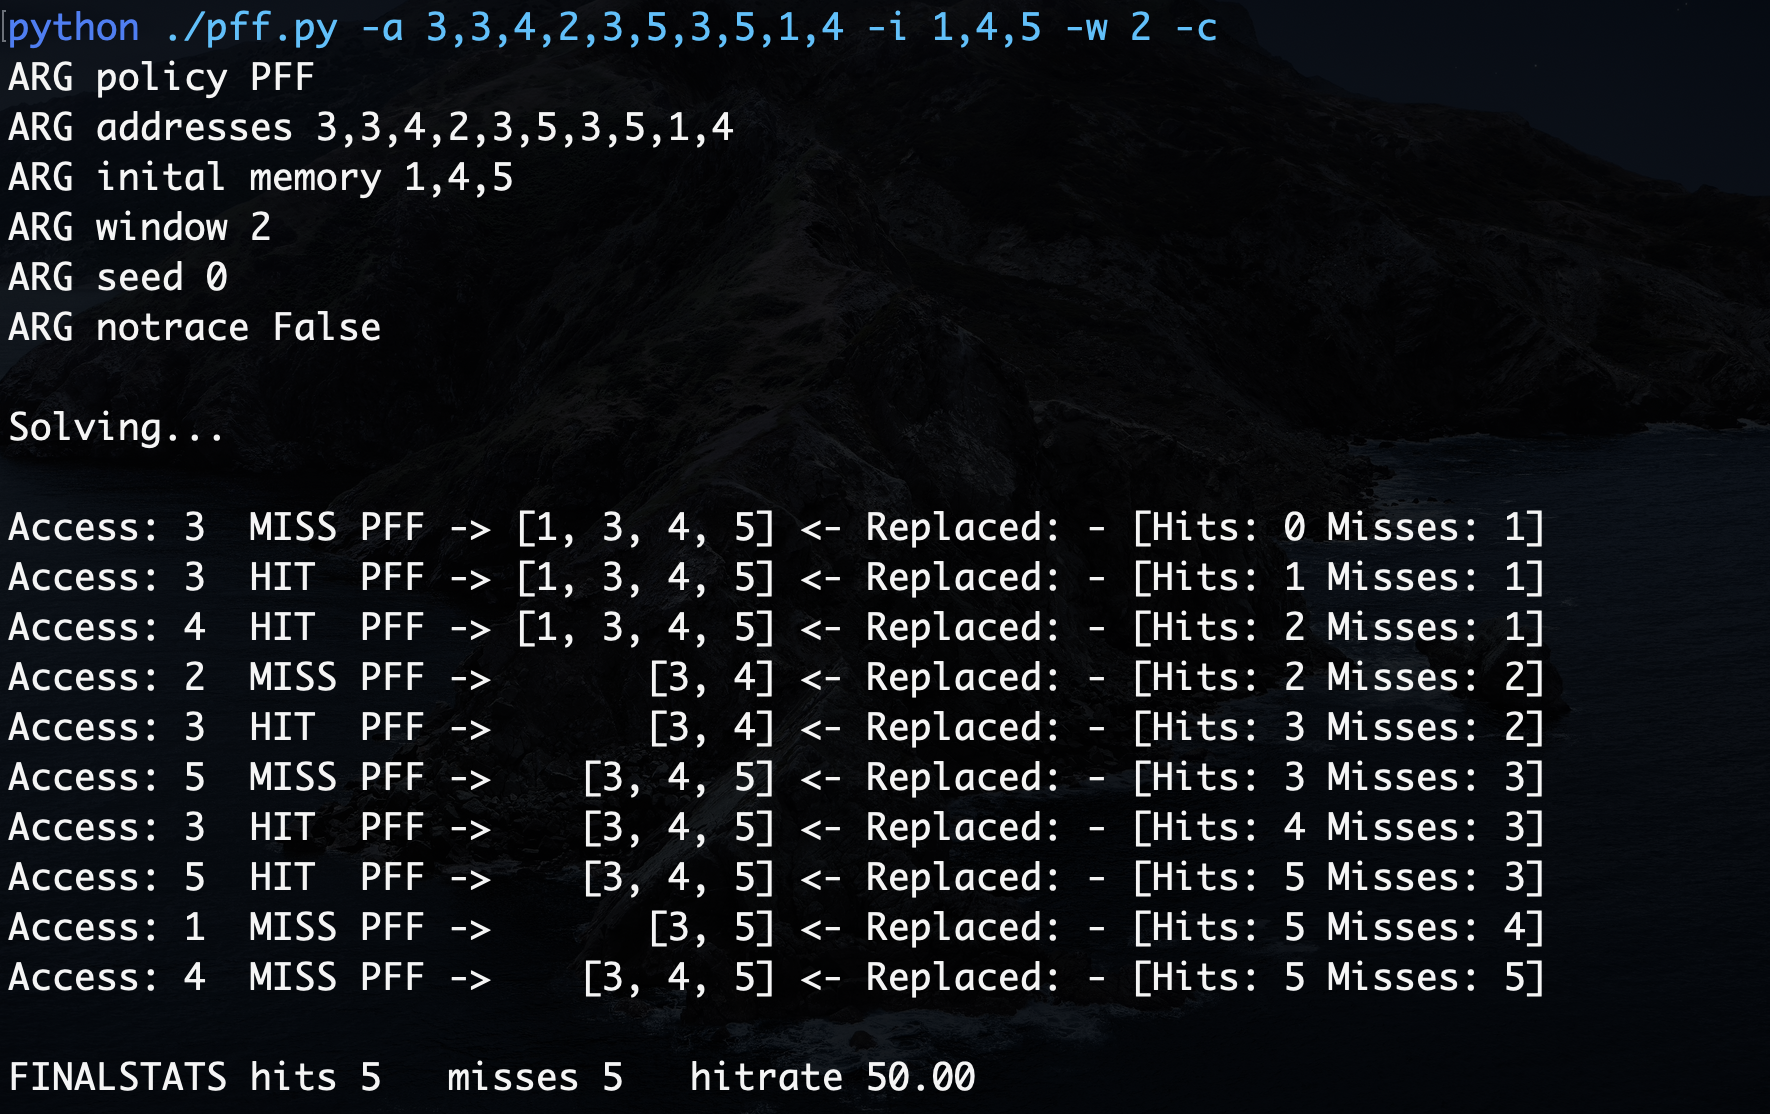 python ./pff.py -a 3,3,4,2,3,5,3,5,1,4 -i 1,4,5 -w 2 -c
ARG policy PFF
ARG addresses 3,3,4,2,3,5,3,5,1,4
ARG inital memory 1,4,5
ARG window 2
ARG seed 0
ARG notrace False
Solving...
Access: 3  MISS PFF -> [1, 3, 4, 5] <- Replaced: - [Hits: 0 Misses: 1]
Access: 3  HIT  PFF -> [1, 3, 4, 5] <- Replaced: - [Hits: 1 Misses: 1]
Access: 4  HIT  PFF -> [1, 3, 4, 5] <- Replaced: - [Hits: 2 Misses: 1]
Access: 2  MISS PFF ->       [3, 4] <- Replaced: - [Hits: 2 Misses: 2]
Access: 3  HIT  PFF ->       [3, 4] <- Replaced: - [Hits: 3 Misses: 2]
Access: 5  MISS PFF ->    [3, 4, 5] <- Replaced: - [Hits: 3 Misses: 3]
Access: 3  HIT  PFF ->    [3, 4, 5] <- Replaced: - [Hits: 4 Misses: 3]
Access: 5  HIT  PFF ->    [3, 4, 5] <- Replaced: - [Hits: 5 Misses: 3]
Access: 1  MISS PFF ->       [3, 5] <- Replaced: - [Hits: 5 Misses: 4]
Access: 4  MISS PFF ->    [3, 4, 5] <- Replaced: - [Hits: 5 Misses: 5]
FINALSTATS hits 5   misses 5   hitrate 50.00